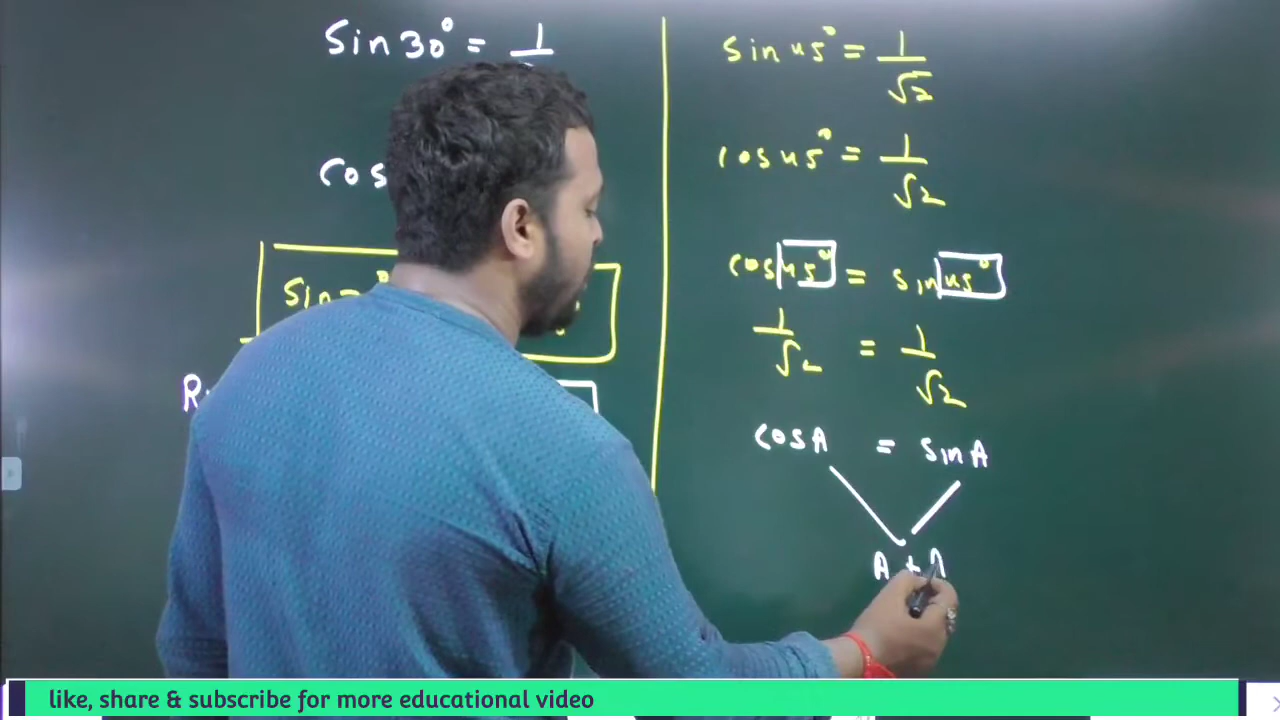 Sin 30° = 1
cos
Sin
R
Sin 45° = 1/√2
cos 45° = 1/√2
cos 45° = sin 45°
1/√2 = 1/√2
cos A = sin A
A + A
like, share & subscribe for more educational video